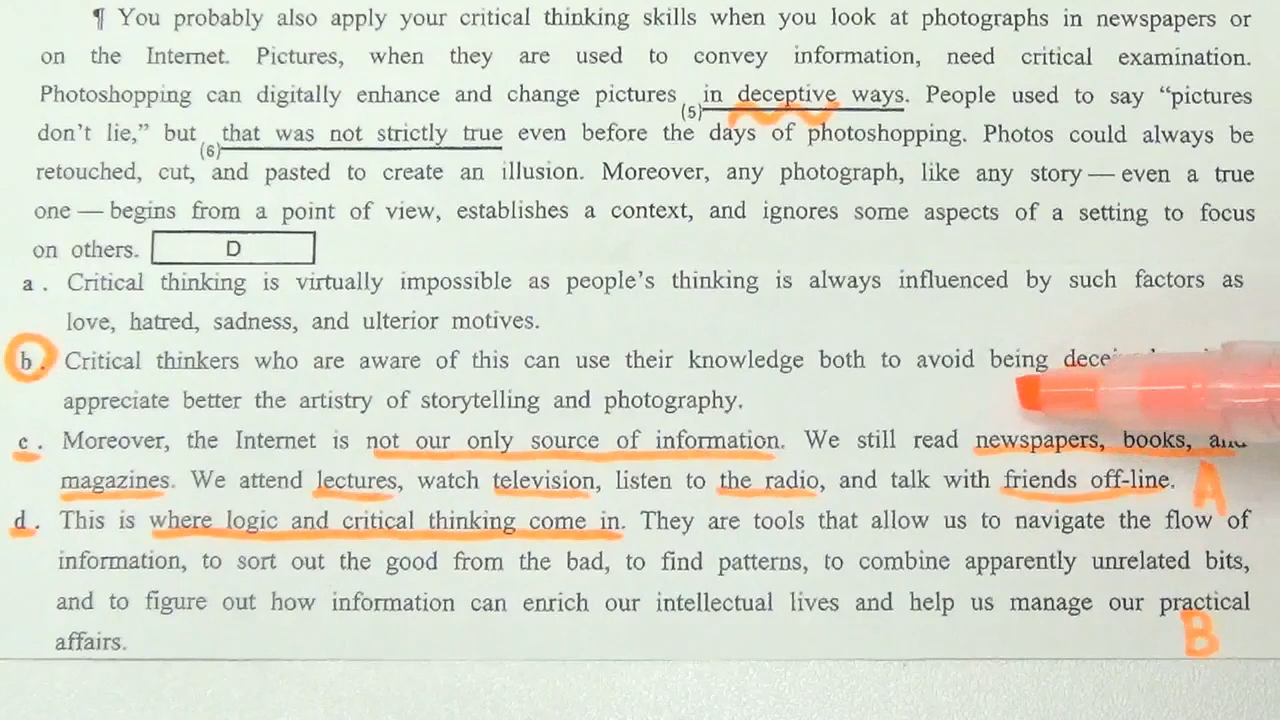 ¶ You probably also apply your critical thinking skills when you look at photographs in newspapers or
on the Internet. Pictures, when they are used to convey information, need critical examination.
Photoshopping can digitally enhance and change pictures (5) in deceptive ways. People used to say “pictures
don’t lie,” but (6) that was not strictly true even before the days of photoshopping. Photos could always be
retouched, cut, and pasted to create an illusion. Moreover, any photograph, like any story — even a true
one — begins from a point of view, establishes a context, and ignores some aspects of a setting to focus
on others. D
a. Critical thinking is virtually impossible as people’s thinking is always influenced by such factors as
love, hatred, sadness, and ulterior motives.
b. Critical thinkers who are aware of this can use their knowledge both to avoid being
appreciate better the artistry of storytelling and photography.
c. Moreover, the Internet is not our only source of information. We still read newspapers, books, and
magazines. We attend lectures, watch television, listen to the radio, and talk with friends off-line. A
d. This is where logic and critical thinking come in. They are tools that allow us to navigate the flow of
information, to sort out the good from the bad, to find patterns, to combine apparently unrelated bits,
and to figure out how information can enrich our intellectual lives and help us manage our practical
affairs. B